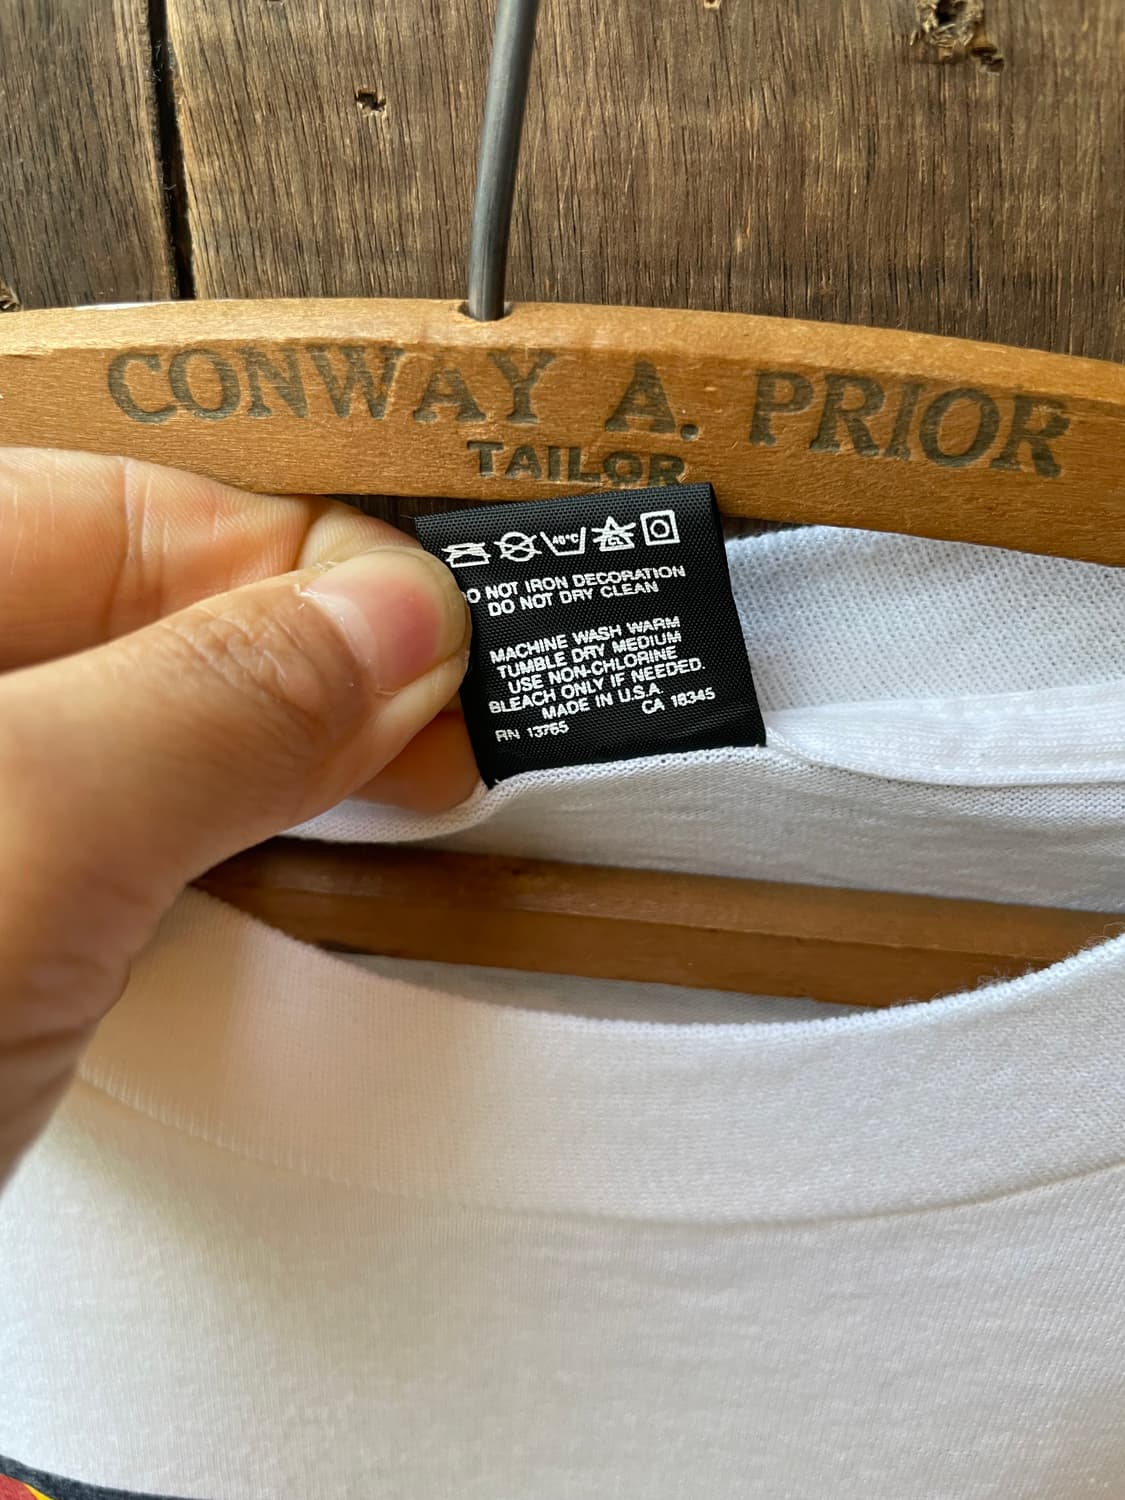 CONWAY A. PRIOR
TAILOR
40°C
CL
DO NOT IRON DECORATION
DO NOT DRY CLEAN
MACHINE WASH WARM
TUMBLE DRY MEDIUM
USE NON-CHLORINE
BLEACH ONLY IF NEEDED.
MADE IN U.S.A
RN 13765 CA 18345